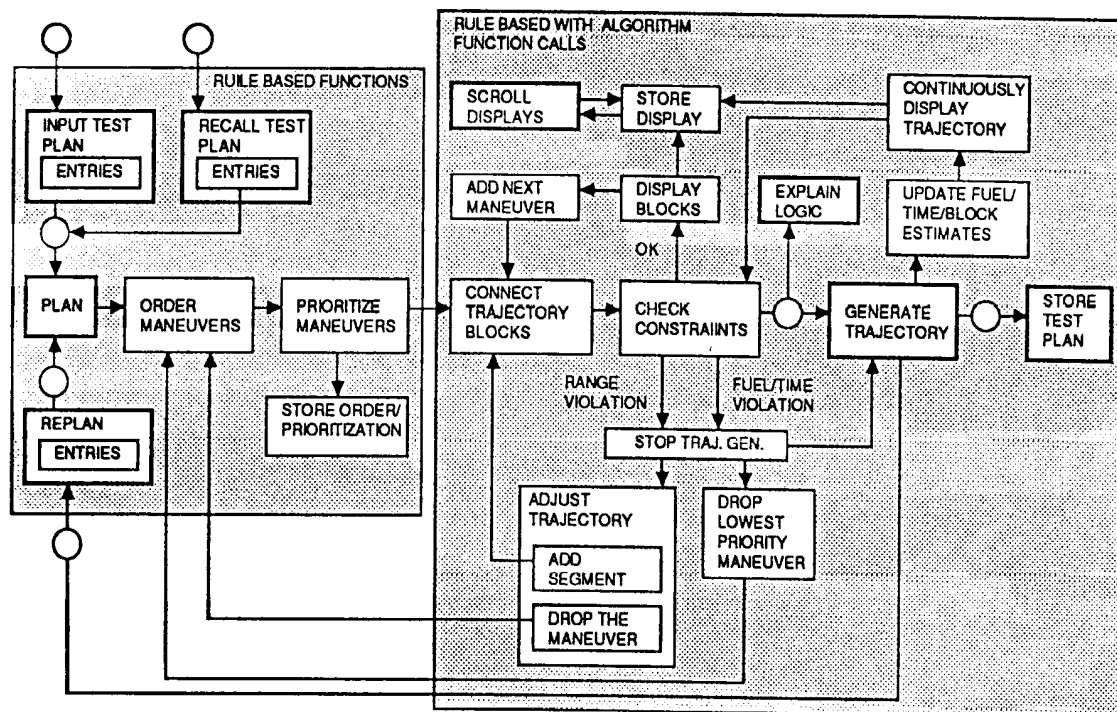 RULE BASED WITH ALGORITHM
FUNCTION CALLS
RUILE BASED FUNCTIONS
INPUT TEST
PLAN
ENTRIES
RECALL TEST
PLAN
ENTRIES
SCROLL
DISPLAYS
STORE
DISPLAY
CONTINUOUSLY
DISPLAY
TRAJECTORY
ADD NEXT
MANEUVER
DISPLAY
BLOCKS
EXPLAIN
LOGIC
UPDATE FUEL/
TIME/BLOCK
ESTIMATES
OK
PLAN
ORDER
MANEUVERS
PRIORITIZE
MANEUVERS
CONNECT
TRAJECTORY
BLOCKS
CHECK
CONSTRAIINTS
GENERATE
TRAJECTORY
STORE
TEST
PLAN
RANGE
VIOLATION
FUEL/TIME
VIOLATION
REPLAN
ENTRIES
STORE ORDER/
PRIORITIZATION
STOP TRAJ. GEN.
ADJUST
TRAJECTORY
ADD
SEGMENT
DROP THE
MANEUVER
DROP
LOWEST
PRIORITY
MANEUVER